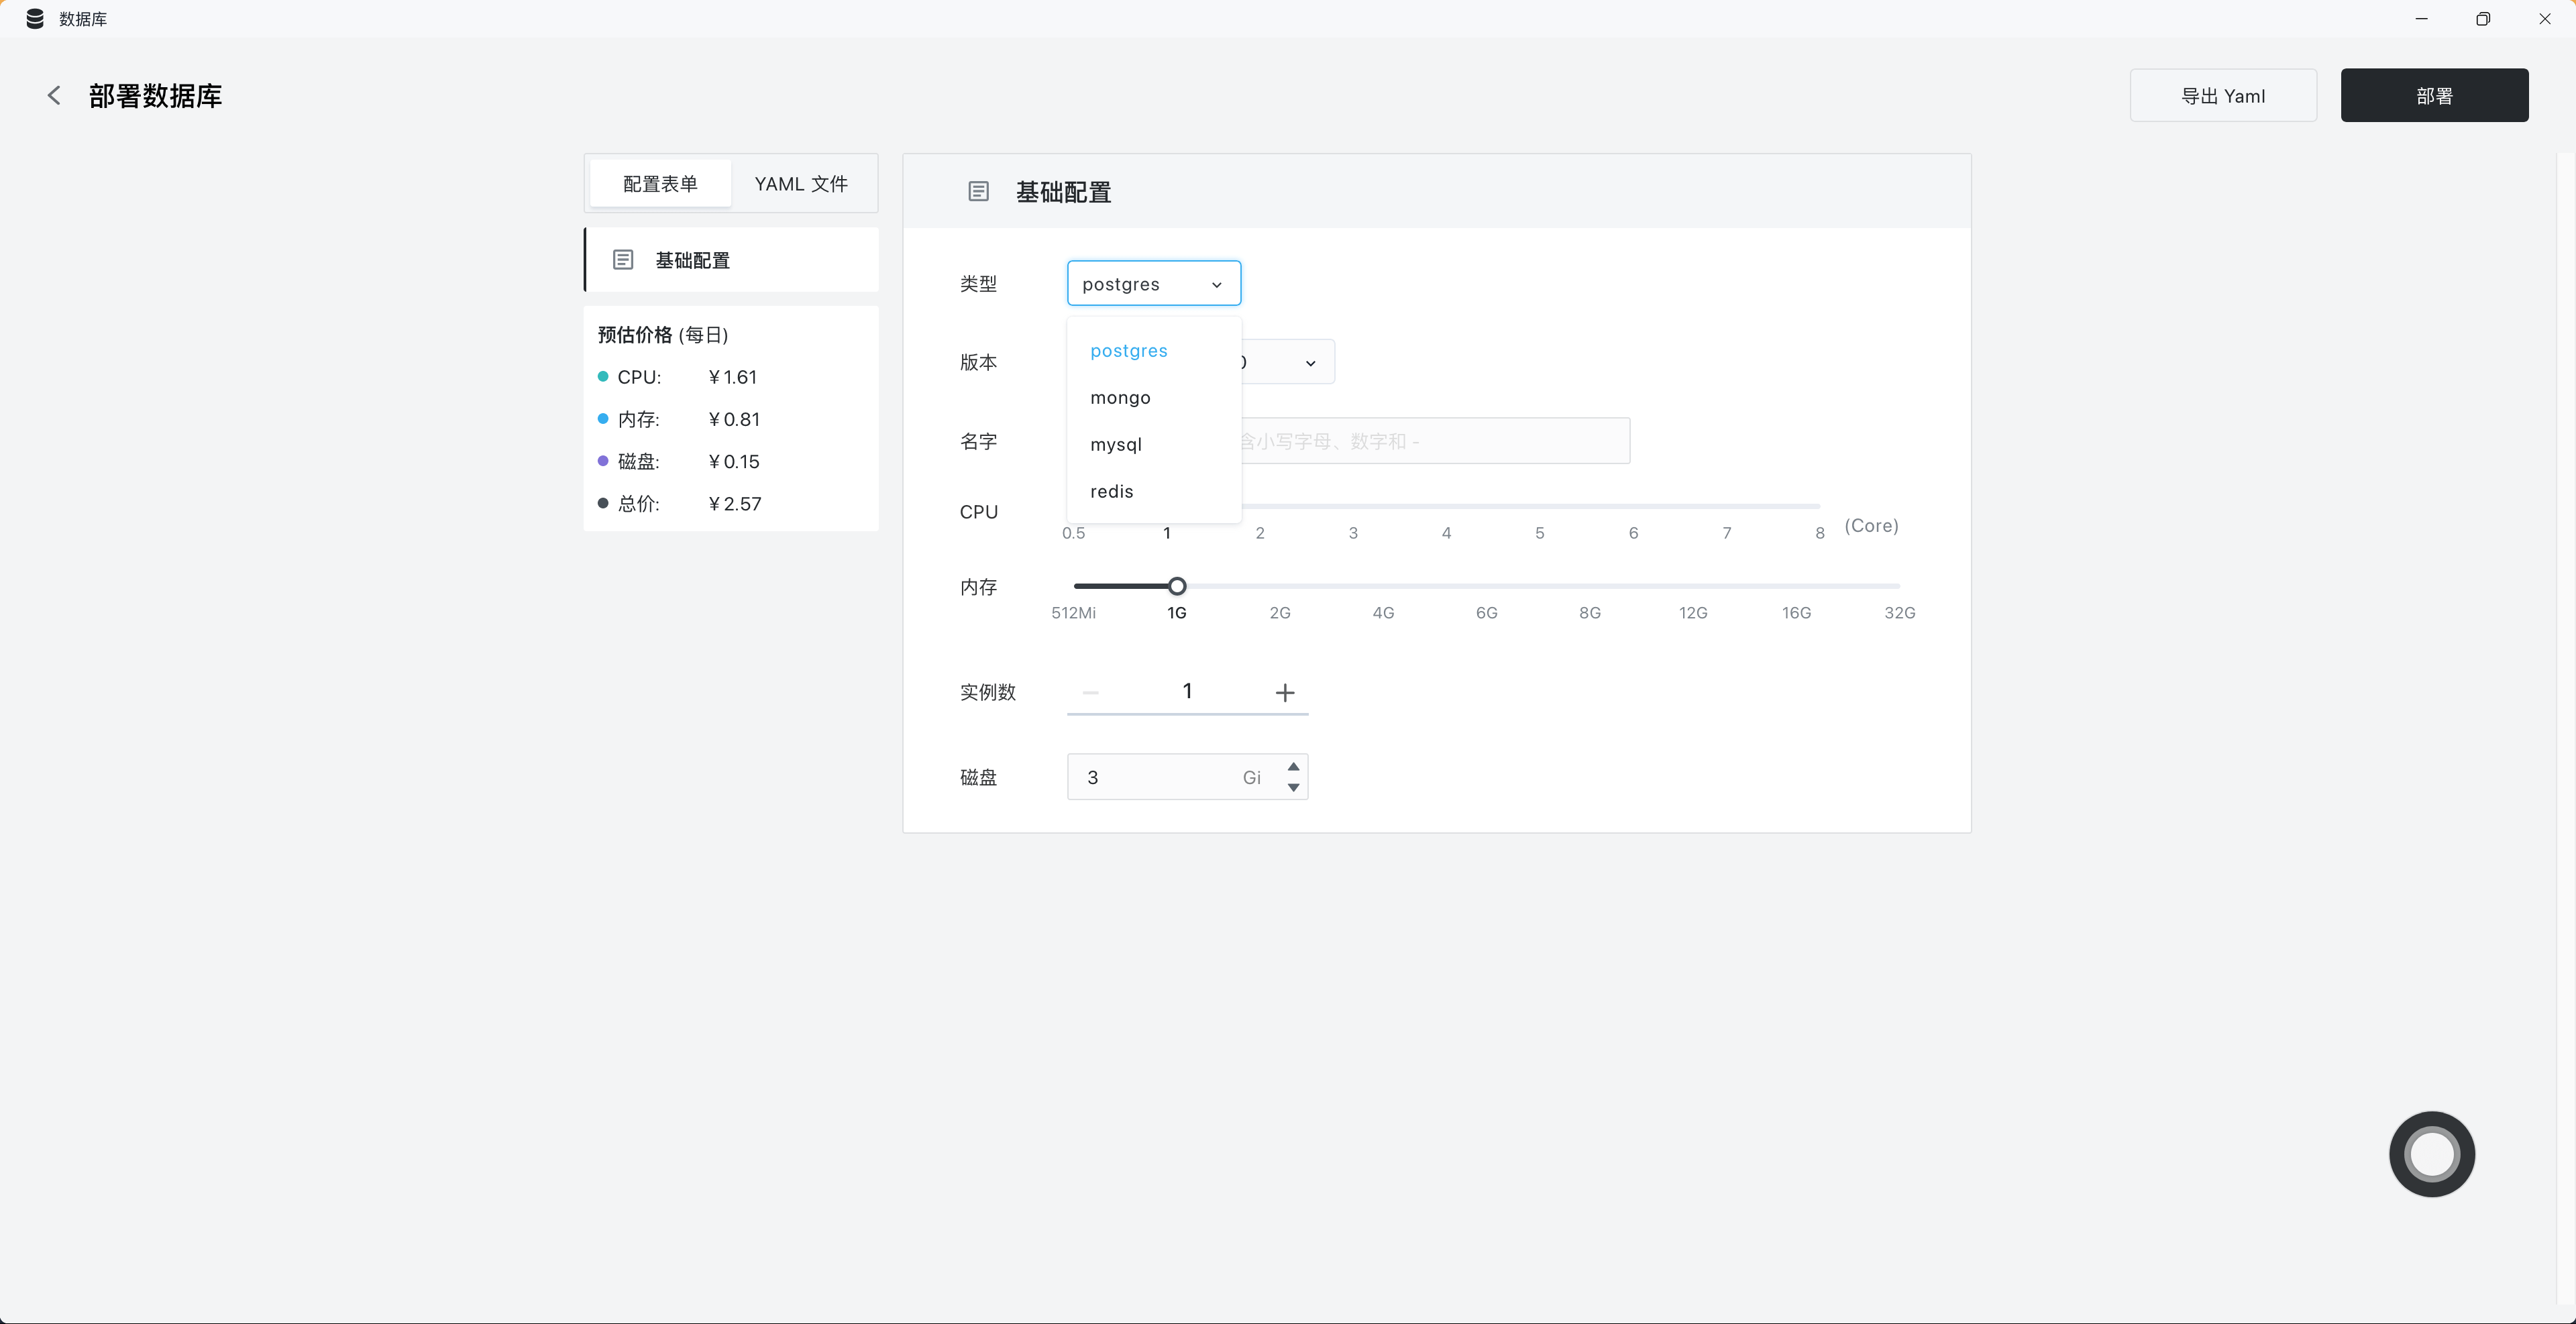 数据库
部署数据库
导出 Yaml
部署
配置表单
YAML 文件
基础配置
预估价格 (每日)
CPU: ￥1.61
内存: ￥0.81
磁盘: ￥0.15
总价: ￥2.57
基础配置
类型
postgres
postgres
mongo
mysql
redis
版本
名字
含小写字母、数字和 -
CPU
0.5 1 2 3 4 5 6 7 8 (Core)
内存
512Mi 1G 2G 4G 6G 8G 12G 16G 32G
实例数
1
磁盘
3 Gi